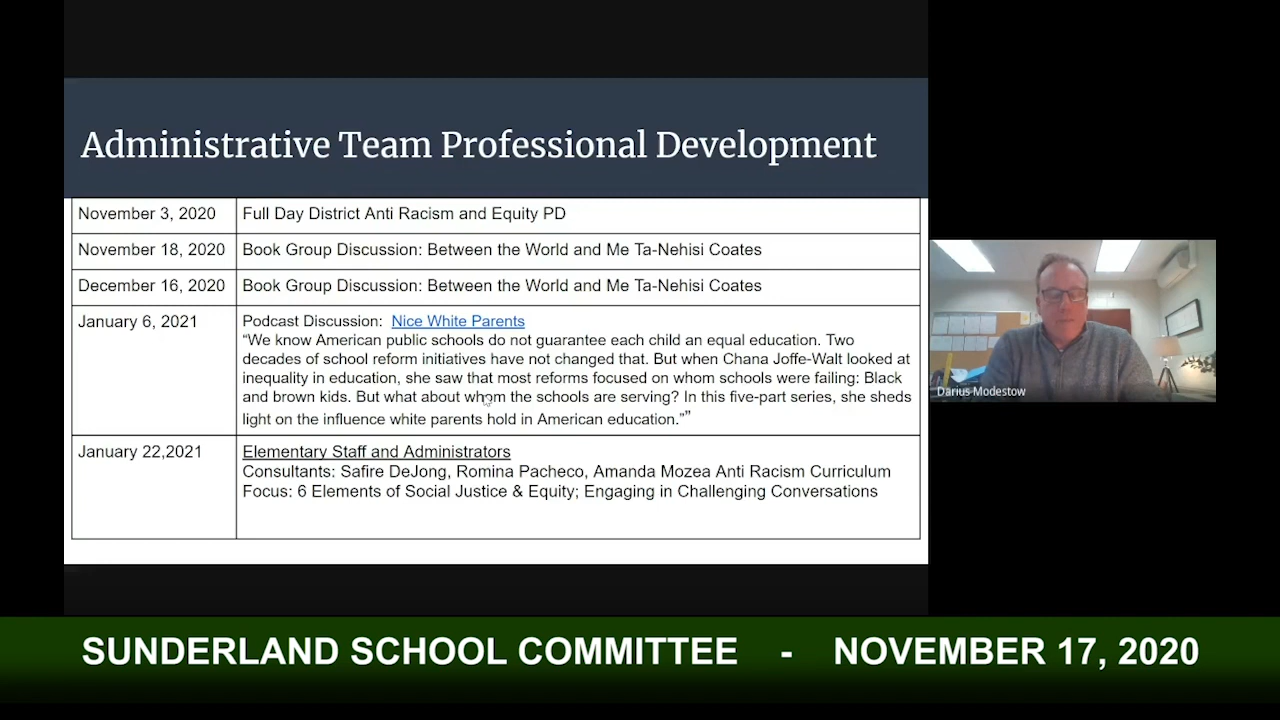 Administrative Team Professional Development
November 3, 2020
Full Day District Anti Racism and Equity PD
November 18, 2020
Book Group Discussion: Between the World and Me Ta-Nehisi Coates
December 16, 2020
Book Group Discussion: Between the World and Me Ta-Nehisi Coates
January 6, 2021
Podcast Discussion: Nice White Parents
“We know American public schools do not guarantee each child an equal education. Two
decades of school reform initiatives have not changed that. But when Chana Joffe-Walt looked at
inequality in education, she saw that most reforms focused on whom schools were failing: Black
and brown kids. But what about whom the schools are serving? In this five-part series, she sheds
light on the influence white parents hold in American education.””
January 22,2021
Elementary Staff and Administrators
Consultants: Safire DeJong, Romina Pacheco, Amanda Mozea Anti Racism Curriculum
Focus: 6 Elements of Social Justice & Equity; Engaging in Challenging Conversations
Darius Modestow
SUNDERLAND SCHOOL COMMITTEE - NOVEMBER 17, 2020